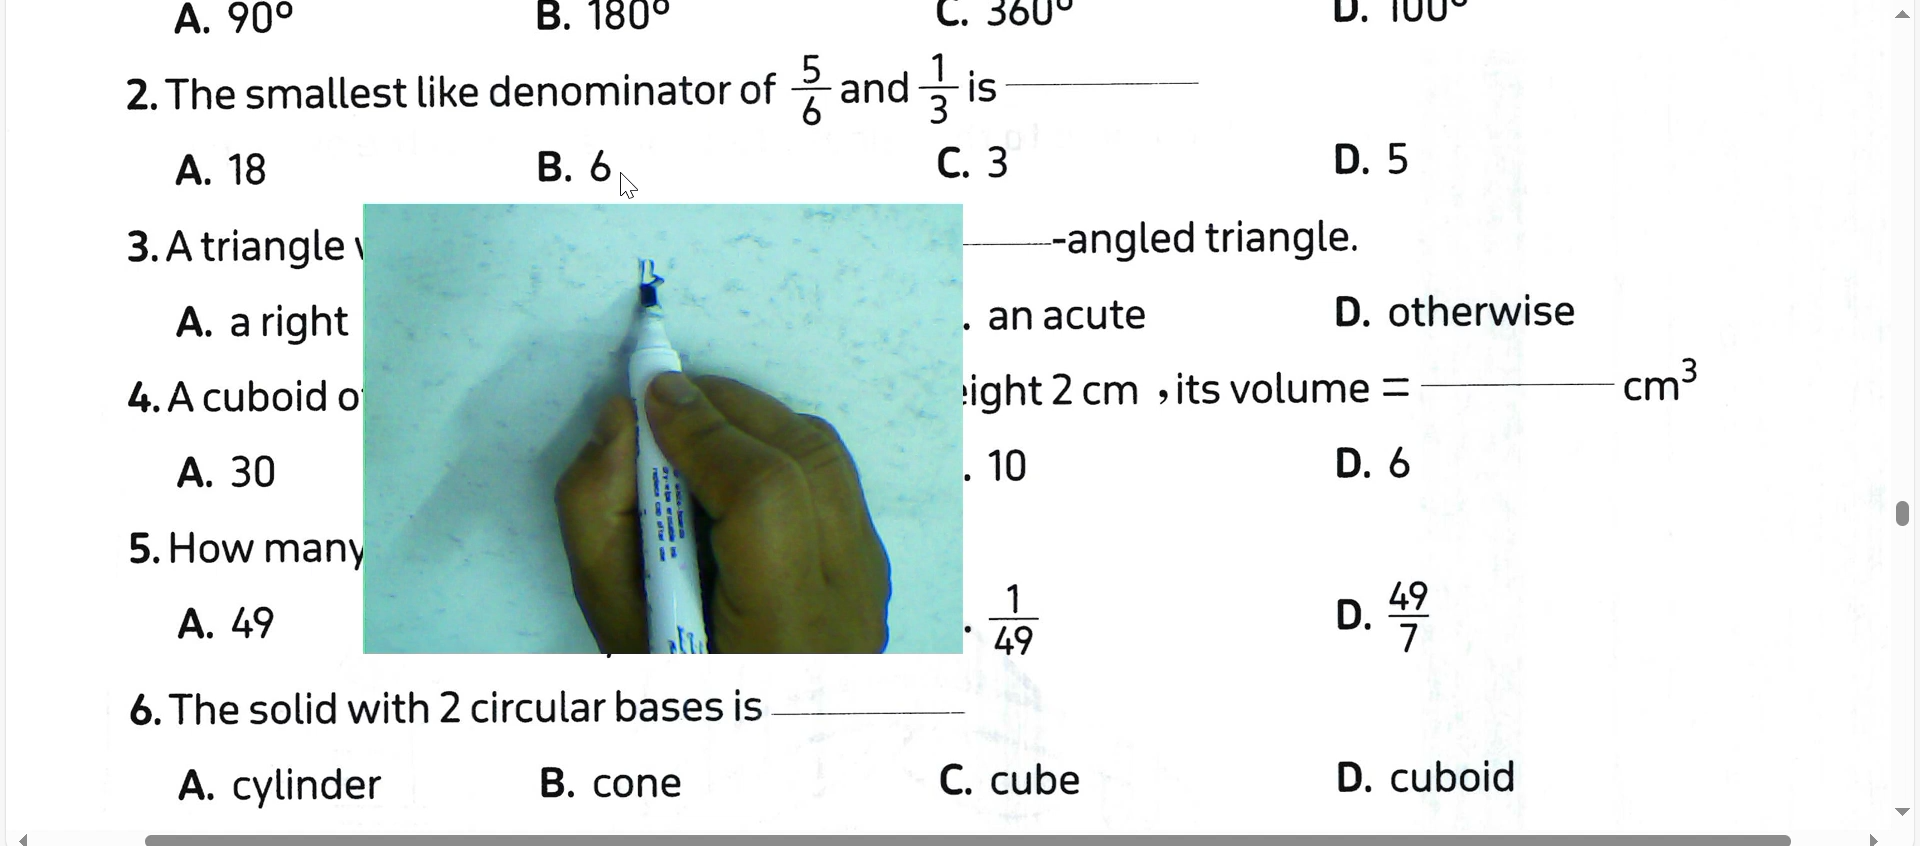 A. 90° B. 180° C. 360° D. 100°
2. The smallest like denominator of 5/6 and 1/3 is
A. 18 B. 6 C. 3 D. 5
3. A triangle -angled triangle.
A. a right . an acute D. otherwise
4. A cuboid eight 2 cm , its volume = cm³
A. 30 . 10 D. 6
5. How many
A. 49 . 1/49 D. 49/7
6. The solid with 2 circular bases is
A. cylinder B. cone C. cube D. cuboid